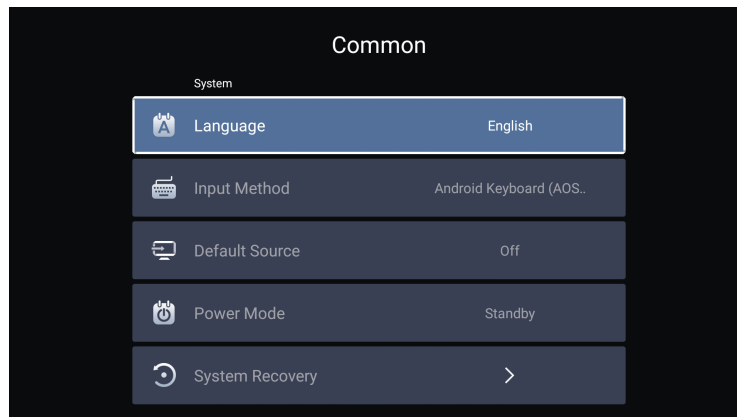 Common
System
Language English
Input Method Android Keyboard (AOS..
Default Source Off
Power Mode Standby
System Recovery